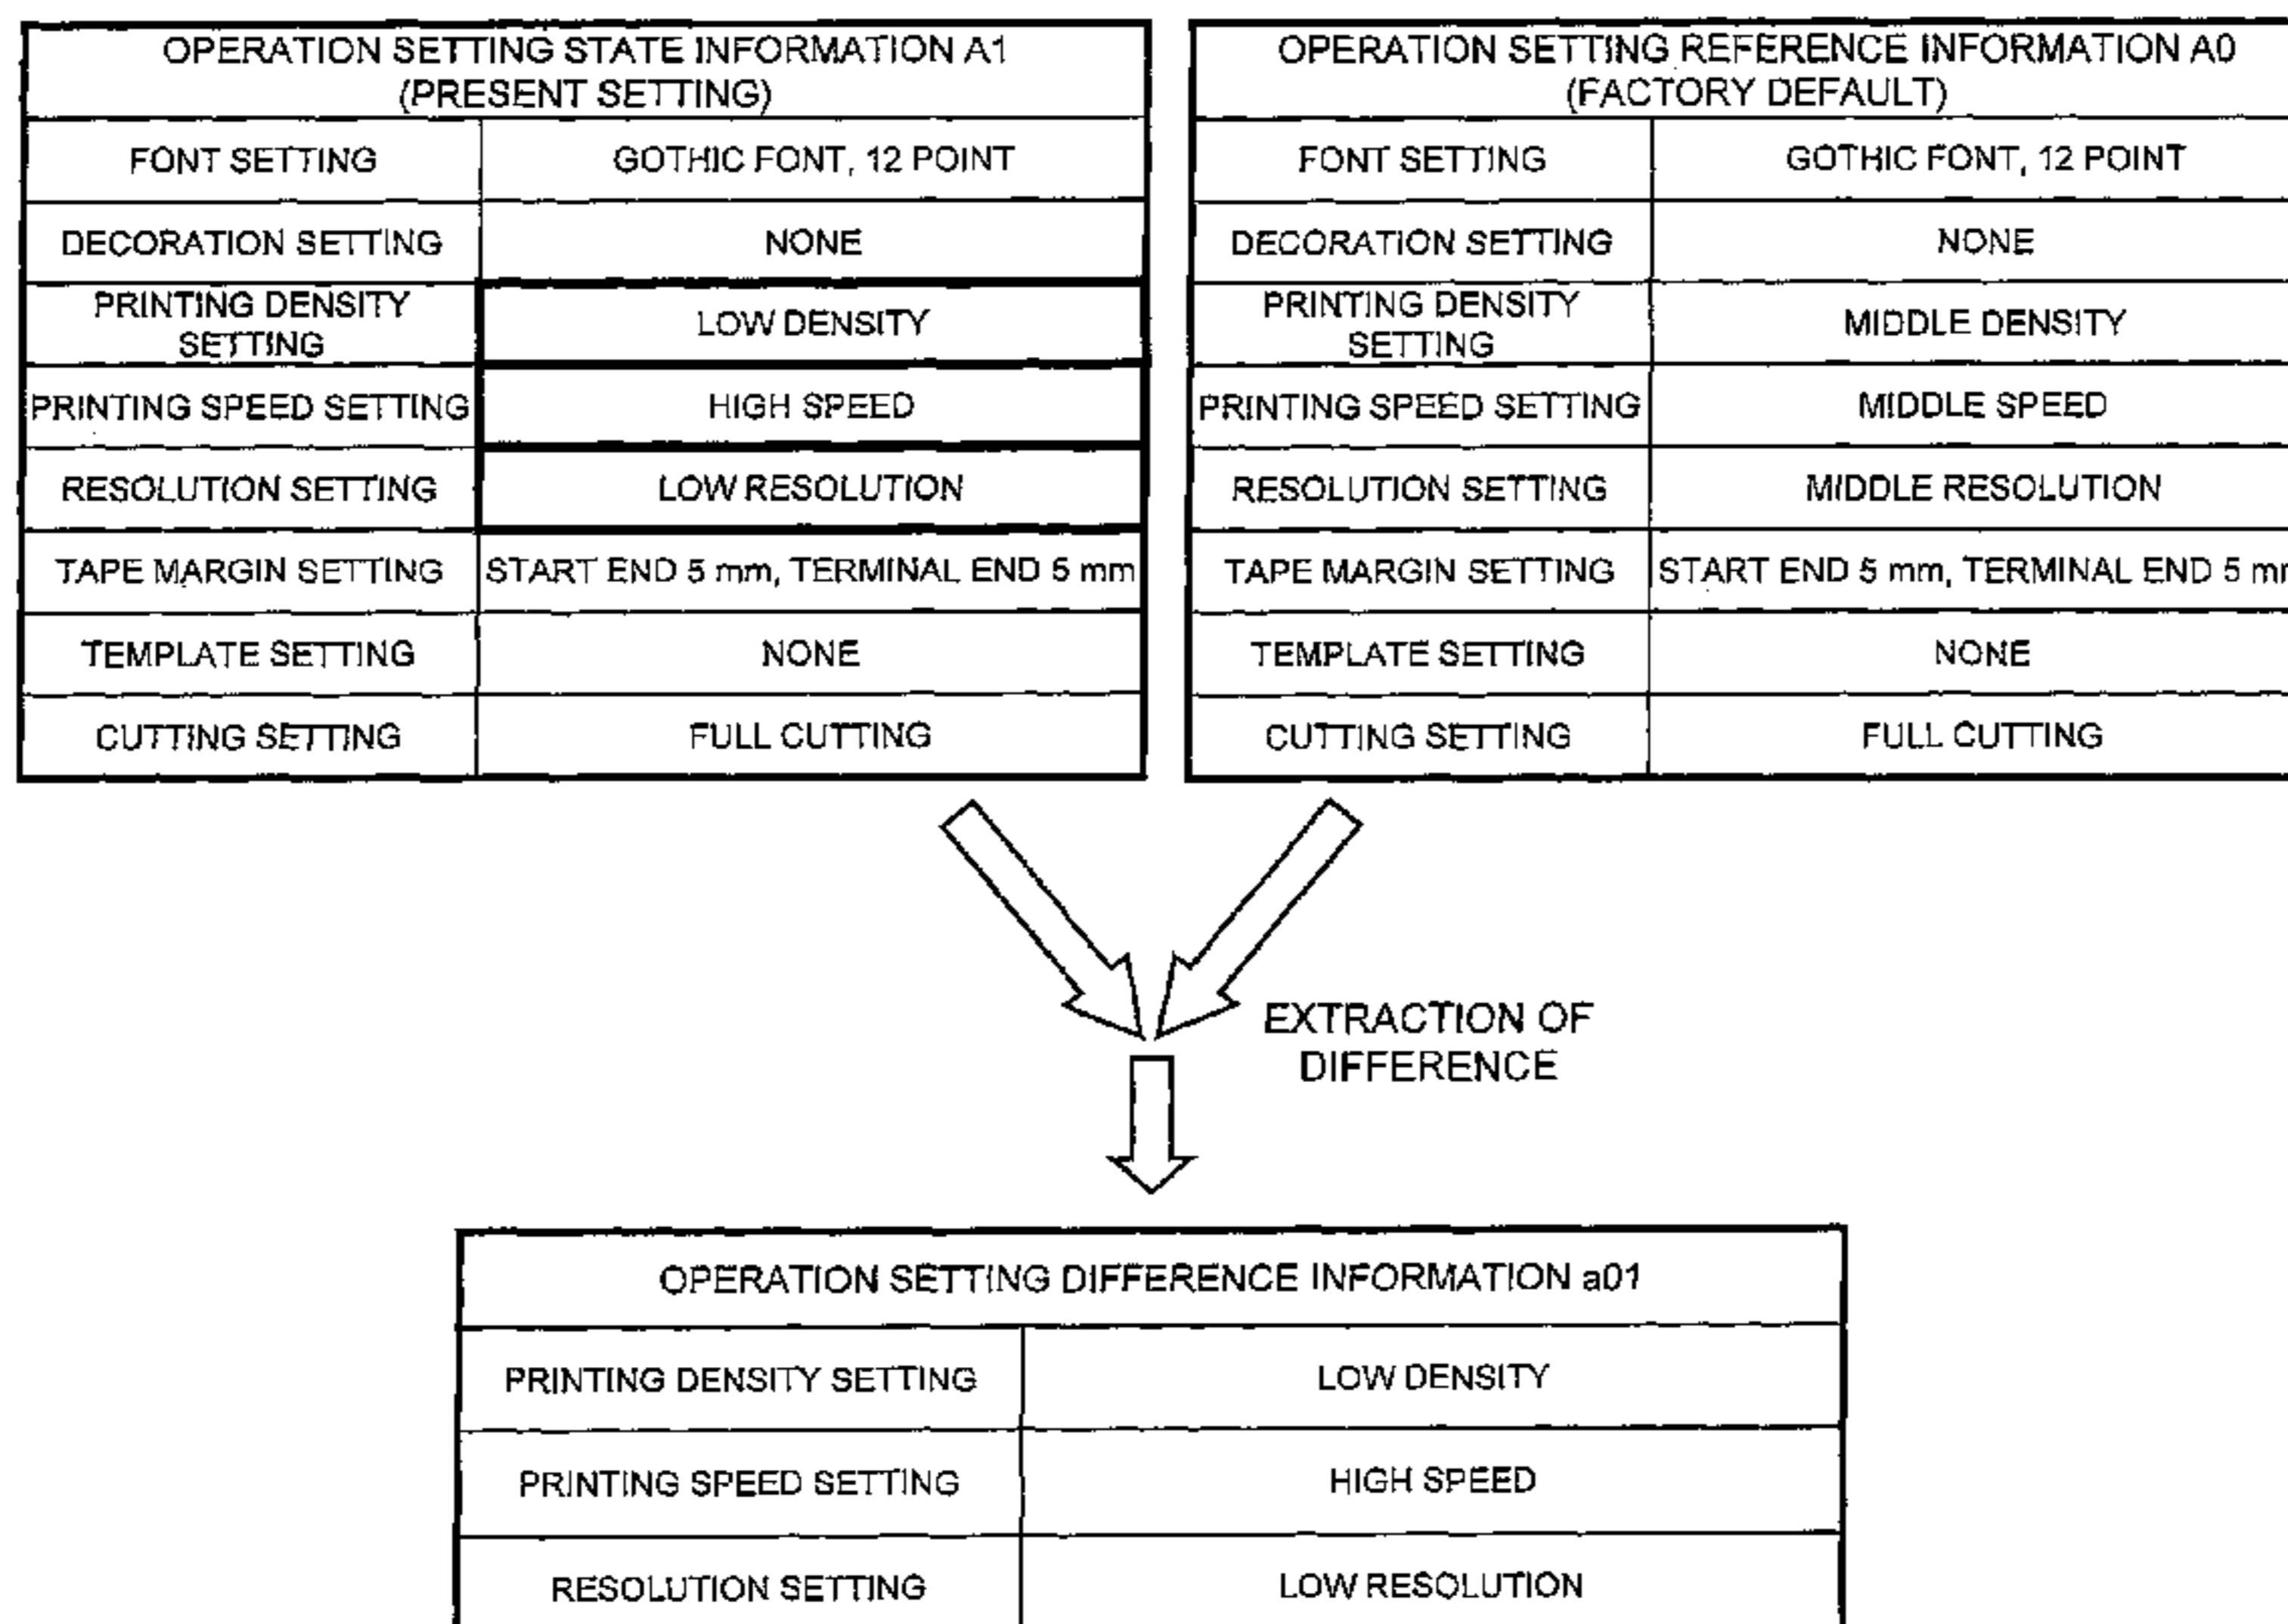 OPERATION SETTING STATE INFORMATION A1
(PRESENT SETTING)
FONT SETTING
GOTHIC FONT, 12 POINT
DECORATION SETTING
NONE
PRINTING DENSITY
SETTING
LOW DENSITY
PRINTING SPEED SETTING
HIGH SPEED
RESOLUTION SETTING
LOW RESOLUTION
TAPE MARGIN SETTING
START END 5 mm, TERMINAL END 5 mm
TEMPLATE SETTING
NONE
CUTTING SETTING
FULL CUTTING
OPERATION SETTING REFERENCE INFORMATION A0
(FACTORY DEFAULT)
FONT SETTING
GOTHIC FONT, 12 POINT
DECORATION SETTING
NONE
PRINTING DENSITY
SETTING
MIDDLE DENSITY
PRINTING SPEED SETTING
MIDDLE SPEED
RESOLUTION SETTING
MIDDLE RESOLUTION
TAPE MARGIN SETTING
START END 5 mm, TERMINAL END 5 mm
TEMPLATE SETTING
NONE
CUTTING SETTING
FULL CUTTING
EXTRACTION OF
DIFFERENCE
OPERATION SETTING DIFFERENCE INFORMATION a01
PRINTING DENSITY SETTING
LOW DENSITY
PRINTING SPEED SETTING
HIGH SPEED
RESOLUTION SETTING
LOW RESOLUTION